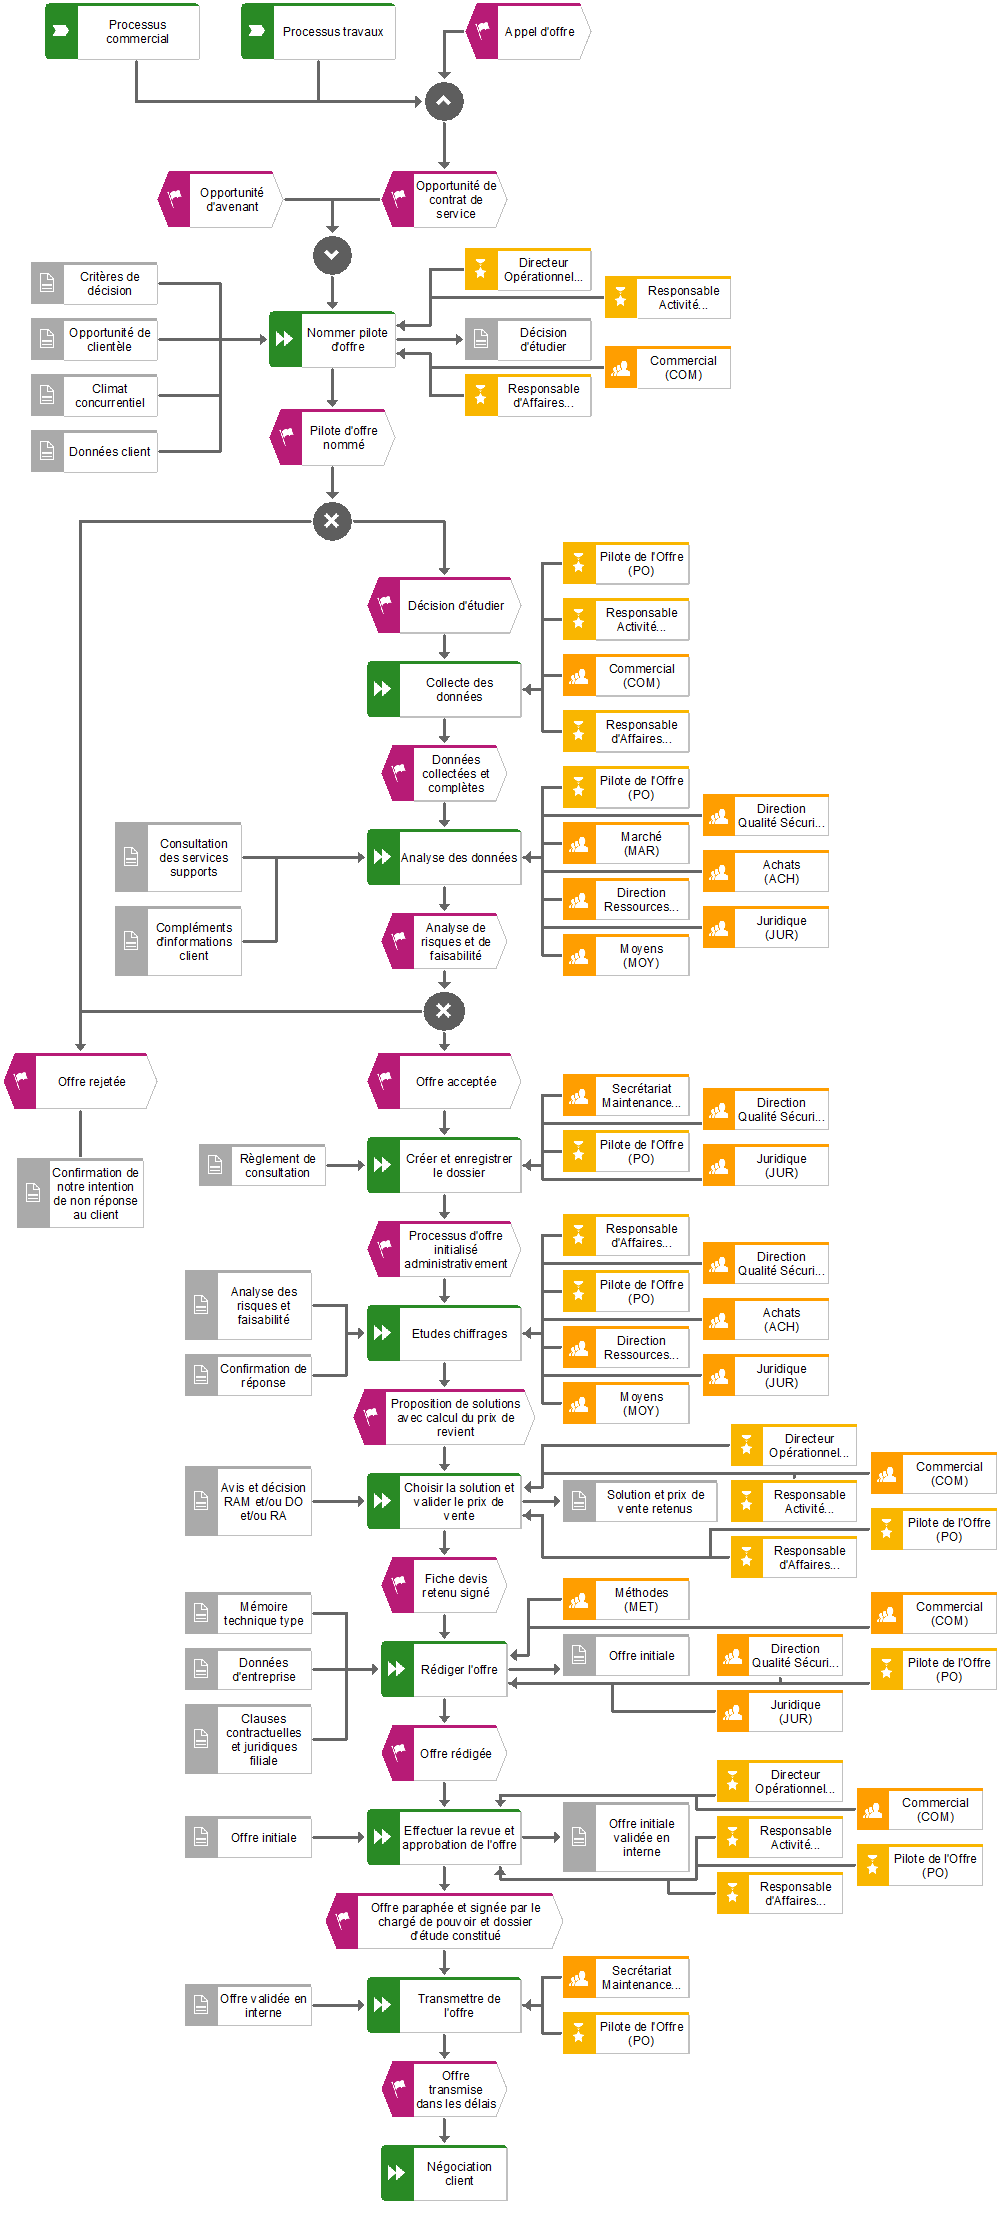 Processus
commercial
Processus travaux
Appel d'offre
Opportunité
d'avenant
Opportunité de
contrat de
service
Critères de
décision
Opportunité de
clientèle
Climat
concurrentiel
Données client
Nommer pilote
d'offre
Directeur
Opérationnel...
Responsable
Activité...
Décision
d'étudier
Commercial
(COM)
Responsable
d'Affaires...
Pilote d'offre
nommé
Décision d'étudier
Pilote de l'Offre
(PO)
Responsable
Activité...
Collecte des
données
Commercial
(COM)
Responsable
d'Affaires...
Données
collectées et
complètes
Pilote de l'Offre
(PO)
Direction
Qualité Sécuri...
Consultation
des services
supports
Analyse des données
Marché
(MAR)
Achats
(ACH)
Direction
Ressources...
Compléments
d'informations
client
Analyse de
risques et de
faisabilité
Juridique
(JUR)
Moyens
(MOY)
Offre rejetée
Offre acceptée
Secrétariat
Maintenance...
Direction
Qualité Sécuri...
Confirmation de
notre intention
de non réponse
au client
Règlement de
consultation
Créer et enregistrer
le dossier
Pilote de l'Offre
(PO)
Juridique
(JUR)
Processus d'offre
initialisé
administrativement
Responsable
d'Affaires...
Direction
Qualité Sécuri...
Analyse des
risques et
faisabilité
Pilote de l'Offre
(PO)
Achats
(ACH)
Etudes chiffrages
Confirmation de
réponse
Direction
Ressources...
Juridique
(JUR)
Moyens
(MOY)
Proposition de solutions
avec calcul du prix de
revient
Directeur
Opérationnel...
Commercial
(COM)
Avis et décision
RAM et/ou DO
et/ou RA
Choisir la solution et
valider le prix de
vente
Solution et prix de
vente retenus
Responsable
Activité...
Pilote de l'Offre
(PO)
Responsable
d'Affaires...
Fiche devis
retenu signé
Méthodes
(MET)
Commercial
(COM)
Mémoire
technique type
Données
d'entreprise
Clauses
contractuelles
et juridiques
filiale
Rédiger l'offre
Offre initiale
Direction
Qualité Sécuri...
Pilote de l'Offre
(PO)
Juridique
(JUR)
Offre rédigée
Directeur
Opérationnel...
Commercial
(COM)
Offre initiale
Effectuer la revue et
approbation de l'offre
Offre initiale
validée en
interne
Responsable
Activité...
Pilote de l'Offre
(PO)
Responsable
d'Affaires...
Offre paraphée et signée par le
chargé de pouvoir et dossier
d'étude constitué
Secrétariat
Maintenance...
Offre validée en
interne
Transmettre de
l'offre
Pilote de l'Offre
(PO)
Offre
transmise
dans les délais
Négociation
client